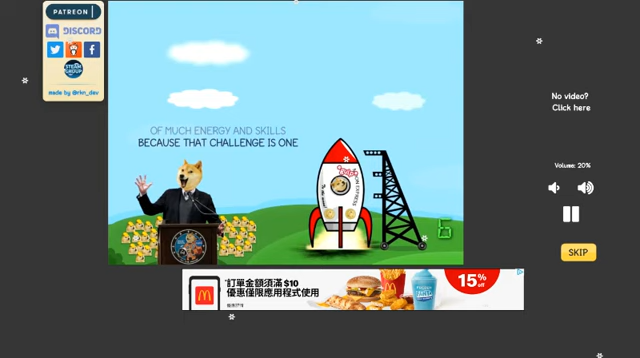 PATREON
DISCORD
STEAM
GROUP
made by @rkn_dev
OF MUCH ENERGY AND SKILLS
BECAUSE THAT CHALLENGE IS ONE
6
No video?
Click here
Volume: 20%
SKIP
訂單金額須滿 $10
優惠僅限應用程式使用
15%
off